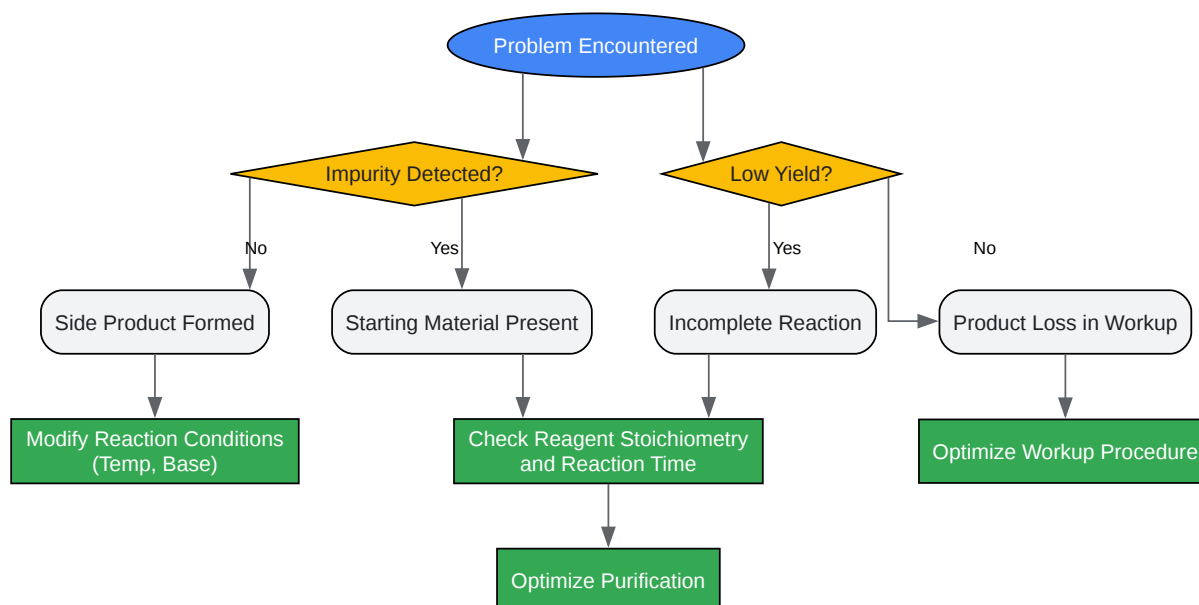 Problem Encountered
Impurity Detected?
Low Yield?
No
Yes
Yes
No
Side Product Formed
Starting Material Present
Incomplete Reaction
Product Loss in Workup
Modify Reaction Conditions
(Temp, Base)
Check Reagent Stoichiometry
and Reaction Time
Optimize Workup Procedure
Optimize Purification